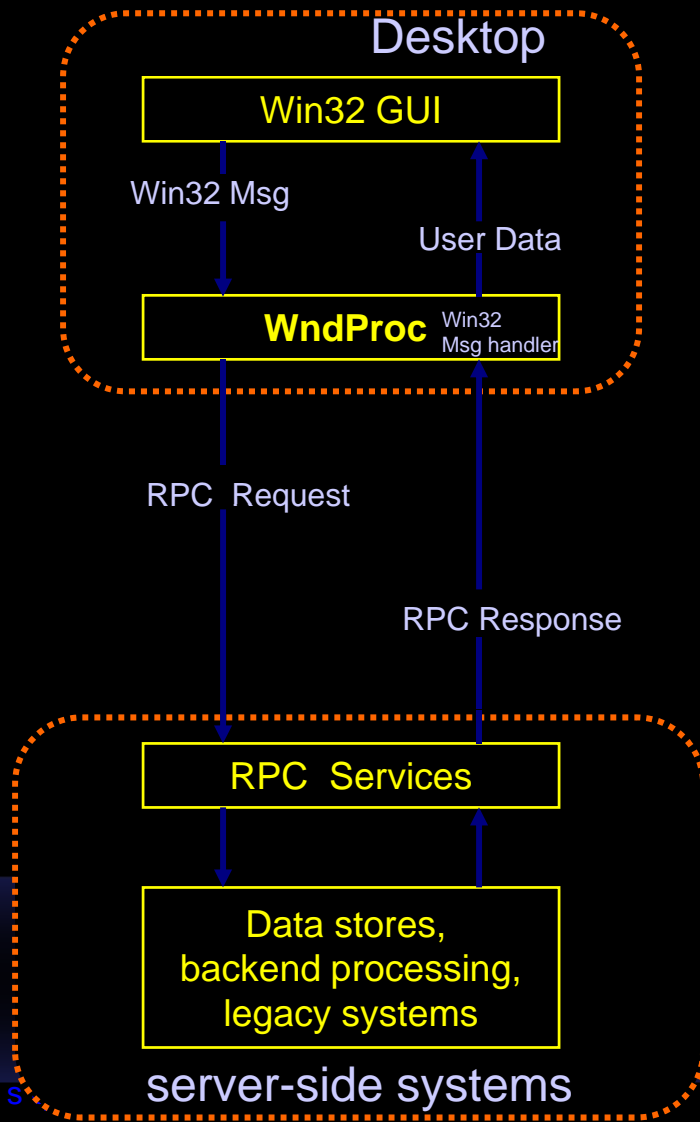 Desktop
Win32 GUI
Win32 Msg
User Data
WndProc
Win32
Msg handler
RPC Request
RPC Response
RPC Services
Data stores,
backend processing,
legacy systems
s
server-side systems